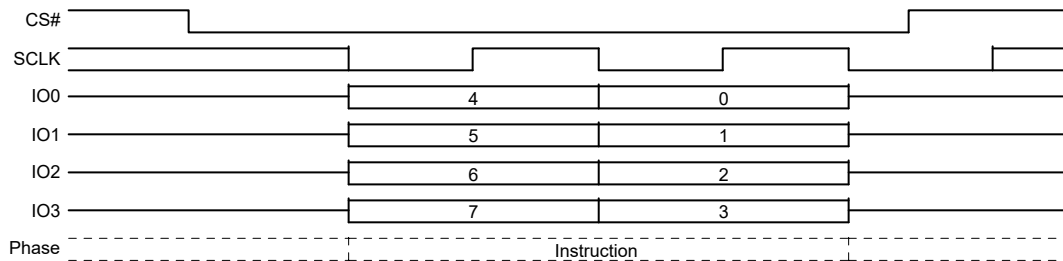 CS#
SCLK
IO0 4 0
IO1 5 1
IO2 6 2
IO3 7 3
Phase Instruction